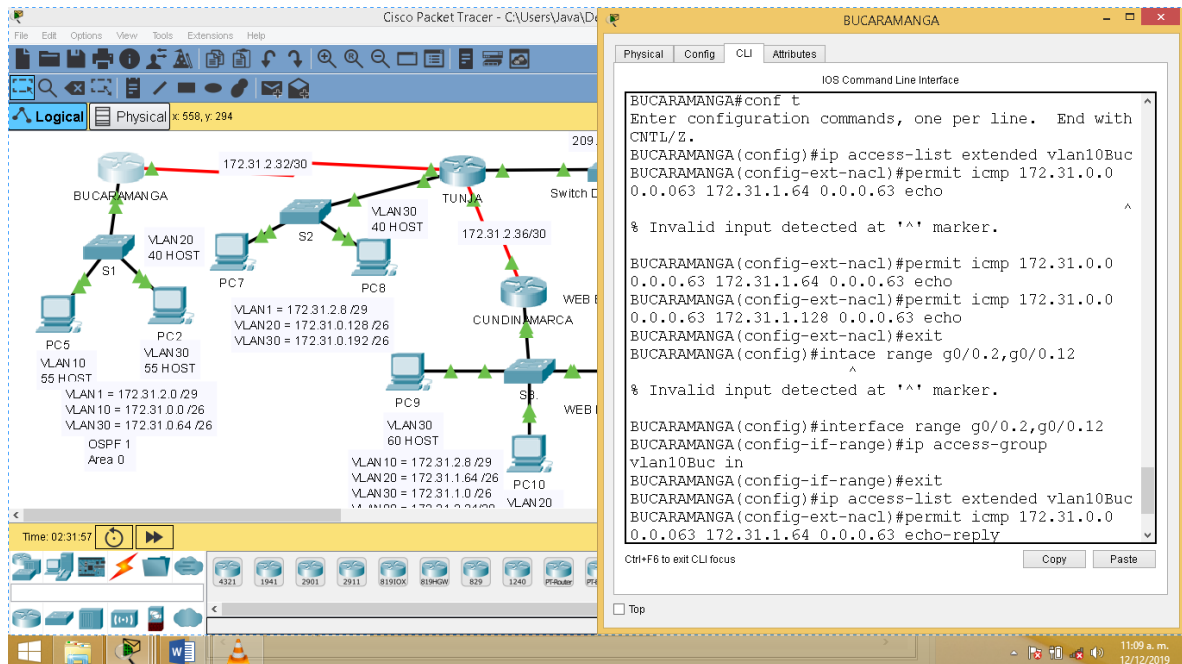 Cisco Packet Tracer - C:\Users\Java\De
File Edit Options View Tools Extensions Help
Logical Physical x: 558, y: 294
209.
172.31.2.32/30
BUCARAMANGA
TUNJA
Switch D
VLAN30
40 HOST
S2
172.31.2.36/30
VLAN20
40 HOST
S1
PC7
PC8
WEB
VLAN1 = 172.31.2.8 /29
VLAN20 = 172.31.0.128 /26
VLAN30 = 172.31.0.192 /26
CUNDINAMARCA
PC5
PC2
VLAN10
55 HOST
VLAN30
55 HOST
VLAN1 = 172.31.2.0 /29
VLAN10 = 172.31.0.0 /26
VLAN30 = 172.31.0.64 /26
OSPF 1
Area 0
PC9
S3.
WEB
VLAN30
60 HOST
VLAN10 = 172.31.2.8 /29
VLAN20 = 172.31.1.64 /26
VLAN30 = 172.31.1.0 /26
PC10
VLAN20
Time: 02:31:57
4321 1941 2901 2911 819IOX 819HGW 829 1240 PT-Router
BUCARAMANGA
Physical Config CLI Attributes
IOS Command Line Interface
BUCARAMANGA#conf t
Enter configuration commands, one per line. End with
CNTL/Z.
BUCARAMANGA(config)#ip access-list extended vlan10Buc
BUCARAMANGA(config-ext-nacl)#permit icmp 172.31.0.0
0.0.063 172.31.1.64 0.0.0.63 echo
^
% Invalid input detected at '^' marker.
BUCARAMANGA(config-ext-nacl)#permit icmp 172.31.0.0
0.0.0.63 172.31.1.64 0.0.0.63 echo
BUCARAMANGA(config-ext-nacl)#permit icmp 172.31.0.0
0.0.0.63 172.31.1.128 0.0.0.63 echo
BUCARAMANGA(config-ext-nacl)#exit
BUCARAMANGA(config)#intace range g0/0.2,g0/0.12
^
% Invalid input detected at '^' marker.
BUCARAMANGA(config)#interface range g0/0.2,g0/0.12
BUCARAMANGA(config-if-range)#ip access-group
vlan10Buc in
BUCARAMANGA(config-if-range)#exit
BUCARAMANGA(config)#ip access-list extended vlan10Buc
BUCARAMANGA(config-ext-nacl)#permit icmp 172.31.0.0
0.0.063 172.31.1.64 0.0.0.63 echo-reply
Ctrl+F6 to exit CLI focus
Copy Paste
Top
11:09 a. m.
12/12/2019